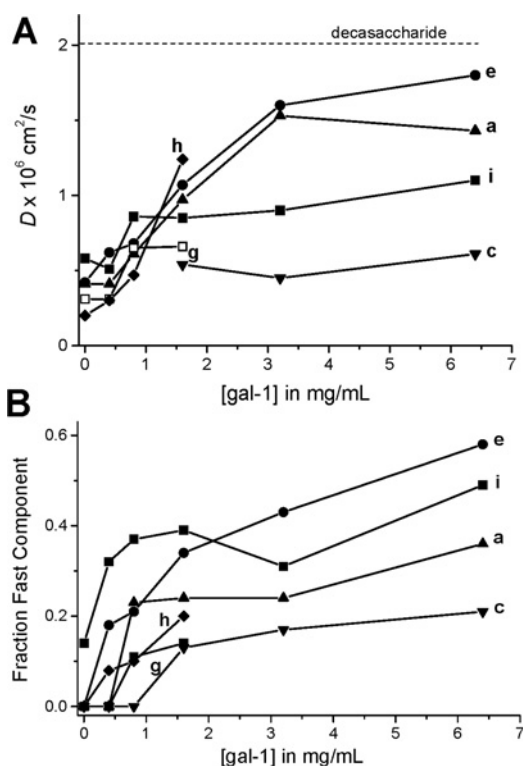 A
decasaccharide
2
e
a
h
D x 10⁶ cm²/s
1
i
g
c
0
0 1 2 3 4 5 6 7
[gal-1] in mg/mL
B
0.6
e
i
Fraction Fast Component
0.4
a
0.2
h
c
g
0.0
0 1 2 3 4 5 6 7
[gal-1] in mg/mL